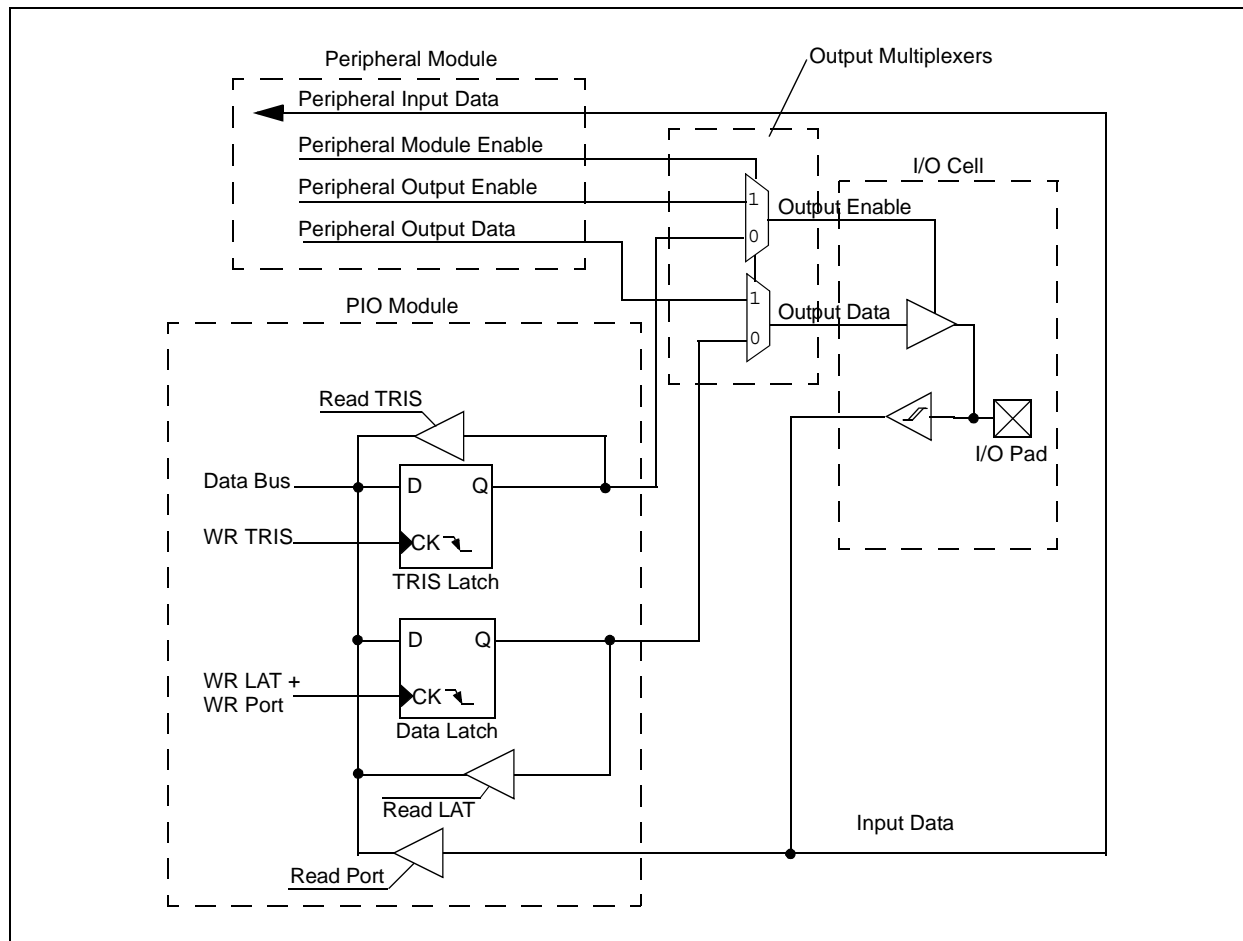 Peripheral Module
Output Multiplexers
Peripheral Input Data
Peripheral Module Enable
I/O Cell
Peripheral Output Enable
1
Output Enable
Peripheral Output Data
0
PIO Module
1
Output Data
0
Read TRIS
I/O Pad
Data Bus
D
Q
WR TRIS
CK
TRIS Latch
D
Q
WR LAT +
WR Port
CK
Data Latch
Read LAT
Input Data
Read Port